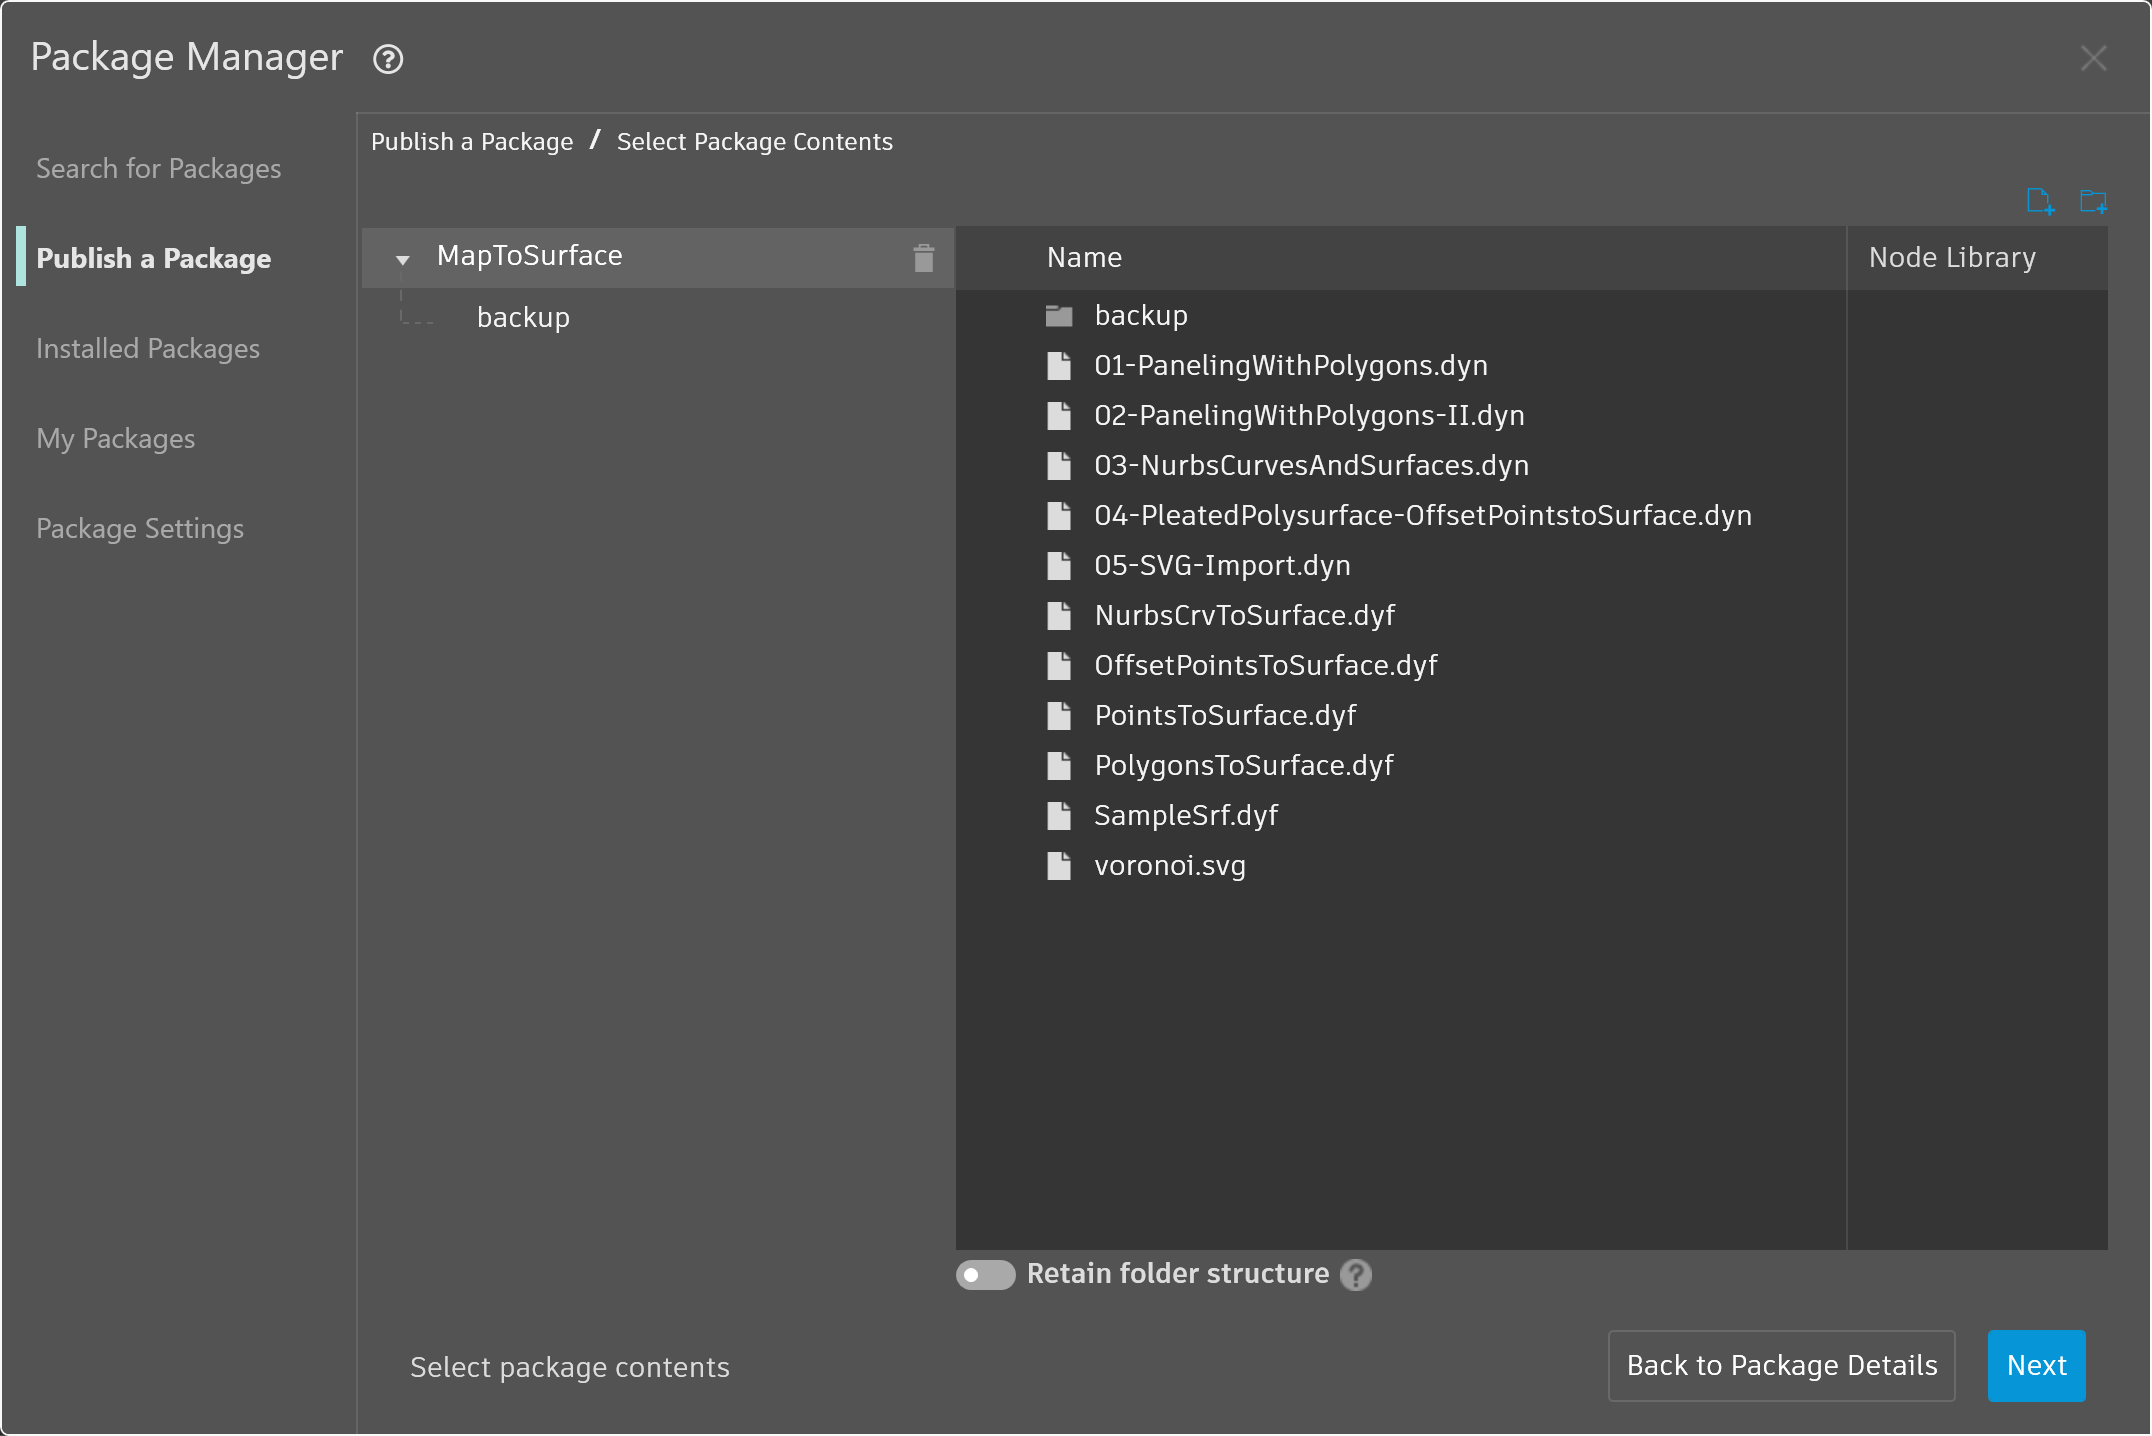 Package Manager ?
Search for Packages
Publish a Package
Installed Packages
My Packages
Package Settings
Publish a Package / Select Package Contents
MapToSurface
backup
Name
Node Library
backup
01-PanelingWithPolygons.dyn
02-PanelingWithPolygons-II.dyn
03-NurbsCurvesAndSurfaces.dyn
04-PleatedPolysurface-OffsetPointstoSurface.dyn
05-SVG-Import.dyn
NurbsCrvToSurface.dyf
OffsetPointsToSurface.dyf
PointsToSurface.dyf
PolygonsToSurface.dyf
SampleSrf.dyf
voronoi.svg
Retain folder structure ?
Select package contents
Back to Package Details
Next